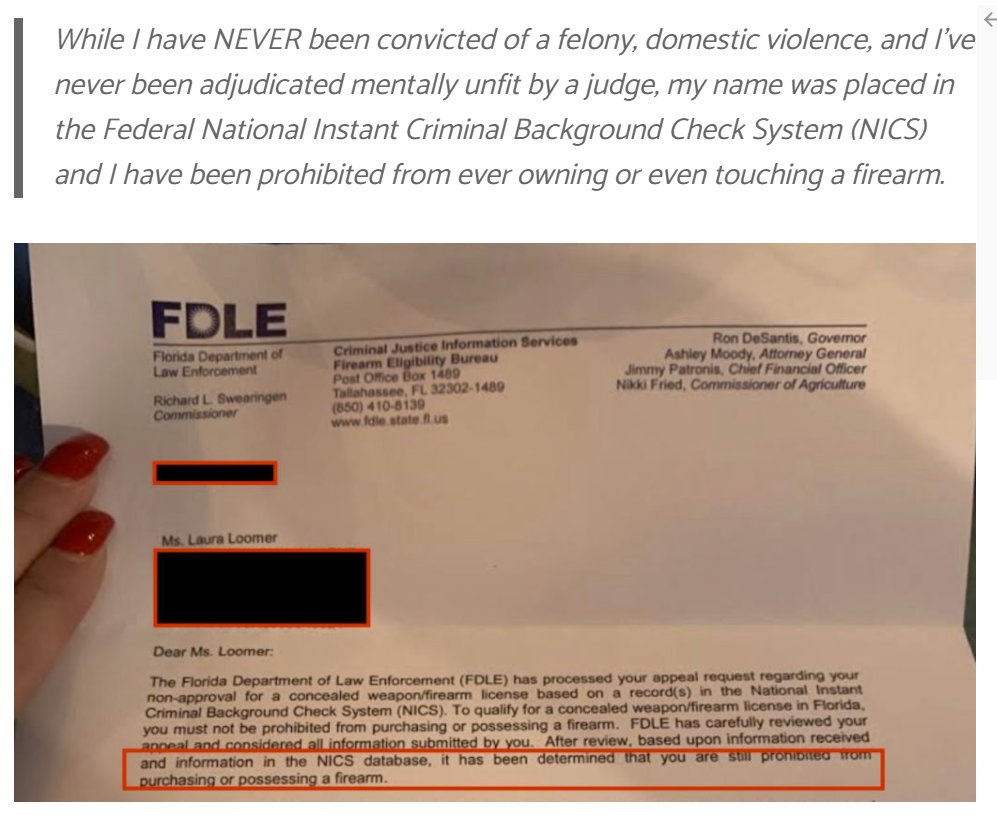 While I have NEVER been convicted of a felony, domestic violence, and I've
never been adjudicated mentally unfit by a judge, my name was placed in
the Federal National Instant Criminal Background Check System (NICS)
and I have been prohibited from ever owning or even touching a firearm.
FDLE
Florida Department of
Law Enforcement
Richard L. Swearingen
Commissioner
Criminal Justice Information Services
Firearm Eligibility Bureau
Post Office Box 1489
Tallahassee, FL 32302-1489
(850) 410-8139
www.fdle.state.fl.us
Ron DeSantis, Governor
Ashley Moody, Attorney General
Jimmy Patronis, Chief Financial Officer
Nikki Fried, Commissioner of Agriculture
Ms. Laura Loomer
Dear Ms. Loomer:
The Florida Department of Law Enforcement (FDLE) has processed your appeal request regarding your
non-approval for a concealed weapon/firearm license based on a record(s) in the National Instant
Criminal Background Check System (NICS). To qualify for a concealed weapon/firearm license in Florida,
you must not be prohibited from purchasing or possessing a firearm. FDLE has carefully reviewed your
appeal and considered all information submitted by you. After review, based upon information received
and information in the NICS database, it has been determined that you are still prohibited from
purchasing or possessing a firearm.